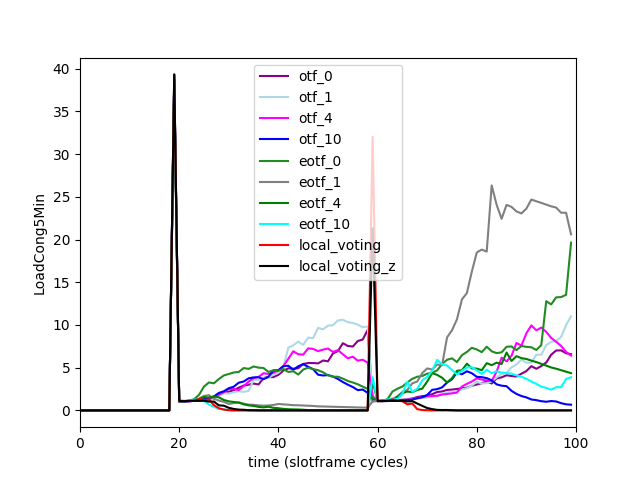 LoadCong5Min
40
35
30
25
20
15
10
5
0
otf_0
otf_1
otf_4
otf_10
eotf_0
eotf_1
eotf_4
eotf_10
local_voting
local_voting_z
0 20 40 60 80 100
time (slotframe cycles)